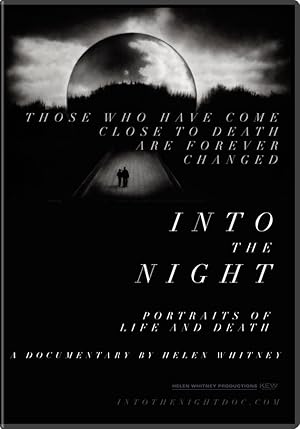 THOSE WHO HAVE COME
CLOSE TO DEATH
ARE FOREVER
CHANGED
INTO
THE
NIGHT
PORTRAITS OF
LIFE AND DEATH
A DOCUMENTARY BY HELEN WHITNEY
HELEN WHITNEY PRODUCTIONS KEW
INTOTHENIGHTDOC.COM